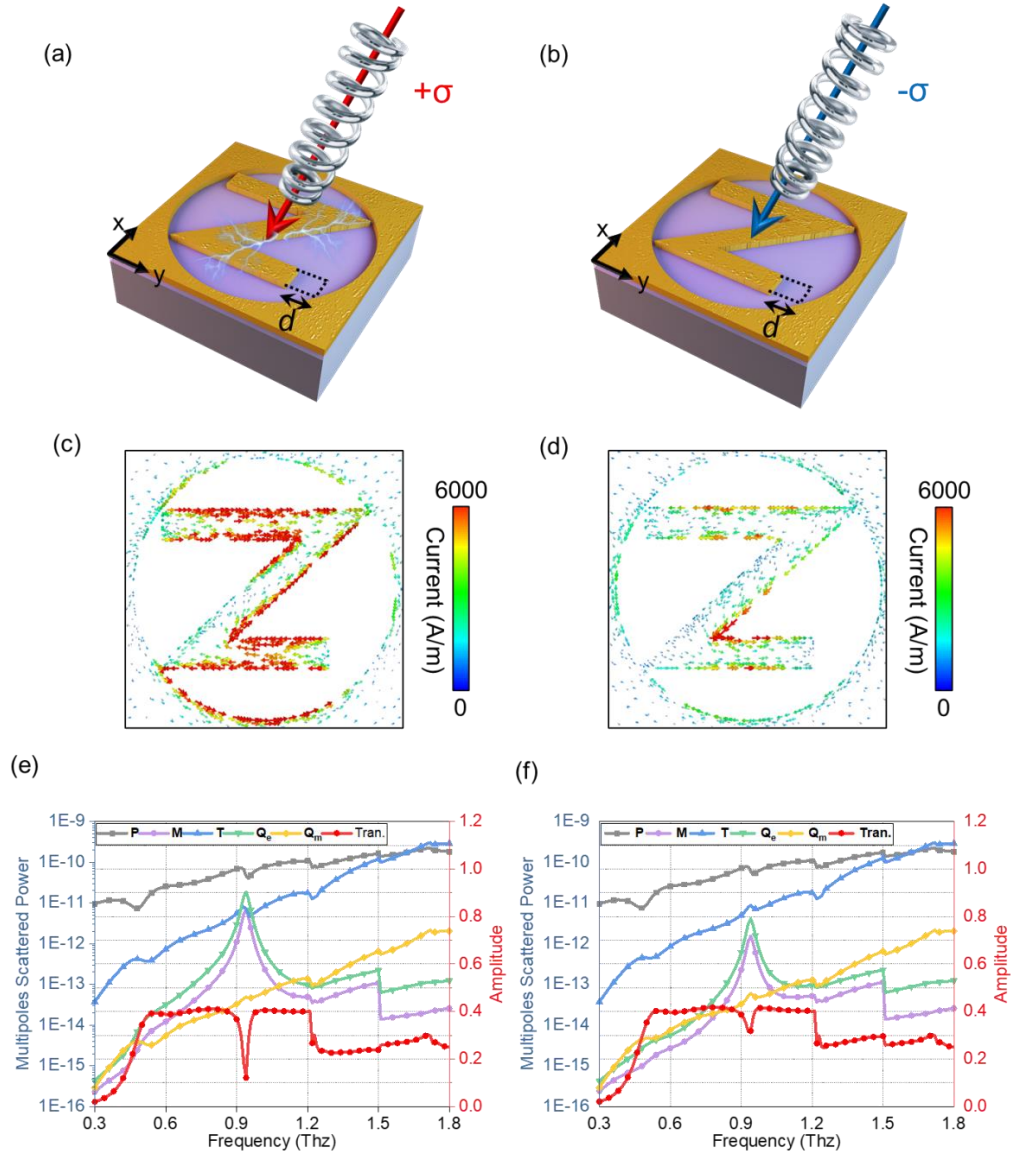 (a)
+σ
x
y
d
(b)
-σ
x
y
d
(c)
6000
Current (A/m)
0
(d)
6000
Current (A/m)
0
(e)
P M T Qe Qm Tran.
1E-9
1E-10
1E-11
1E-12
1E-13
1E-14
1E-15
1E-16
Multipoles Scattered Power
1.2
1.0
0.8
0.6
0.4
0.2
0.0
Amplitude
0.3 0.6 0.9 1.2 1.5 1.8
Frequency (Thz)
(f)
P M T Qe Qm Tran.
1E-9
1E-10
1E-11
1E-12
1E-13
1E-14
1E-15
1E-16
Multipoles Scattered Power
1.2
1.0
0.8
0.6
0.4
0.2
0.0
Amplitude
0.3 0.6 0.9 1.2 1.5 1.8
Frequency (Thz)